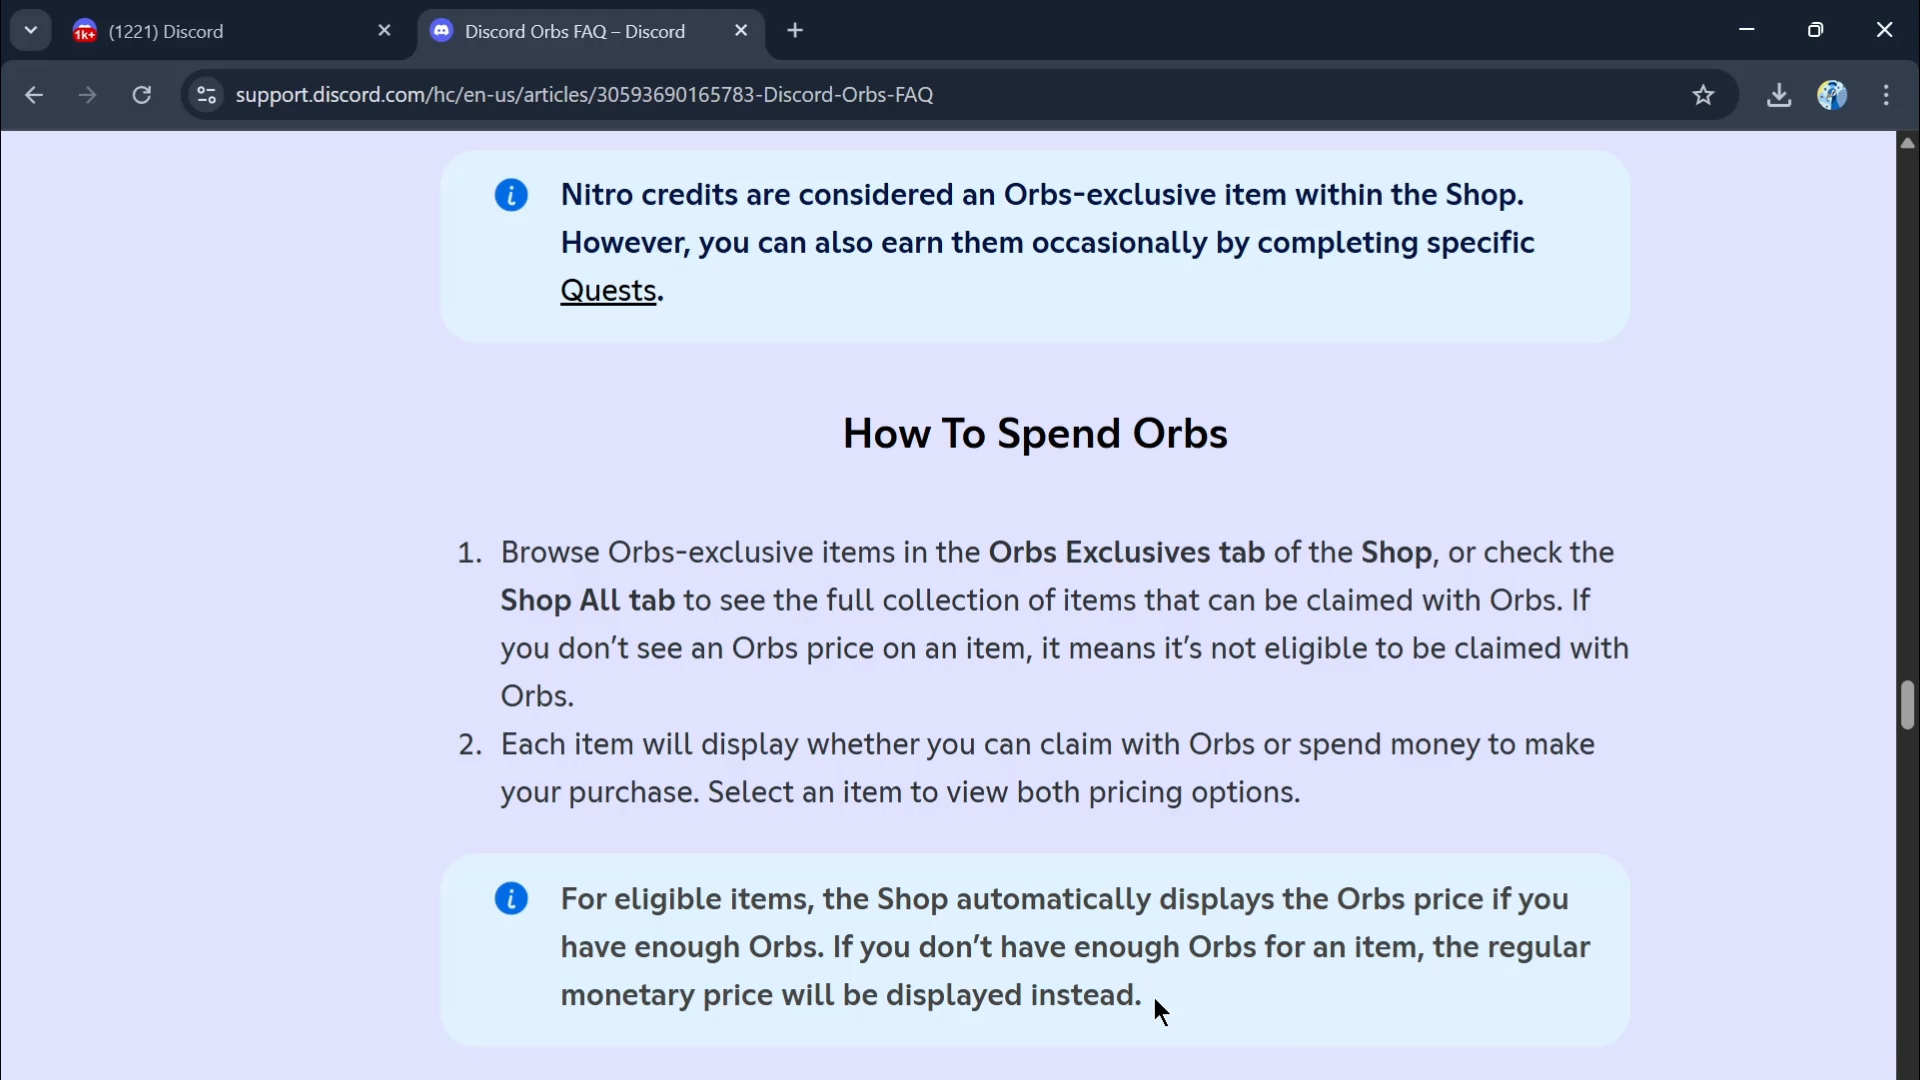 1k+ (1221) Discord
Discord Orbs FAQ – Discord
support.discord.com/hc/en-us/articles/30593690165783-Discord-Orbs-FAQ
Nitro credits are considered an Orbs-exclusive item within the Shop.
However, you can also earn them occasionally by completing specific
Quests.
How To Spend Orbs
1. Browse Orbs-exclusive items in the Orbs Exclusives tab of the Shop, or check the
Shop All tab to see the full collection of items that can be claimed with Orbs. If
you don’t see an Orbs price on an item, it means it’s not eligible to be claimed with
Orbs.
2. Each item will display whether you can claim with Orbs or spend money to make
your purchase. Select an item to view both pricing options.
For eligible items, the Shop automatically displays the Orbs price if you
have enough Orbs. If you don’t have enough Orbs for an item, the regular
monetary price will be displayed instead.